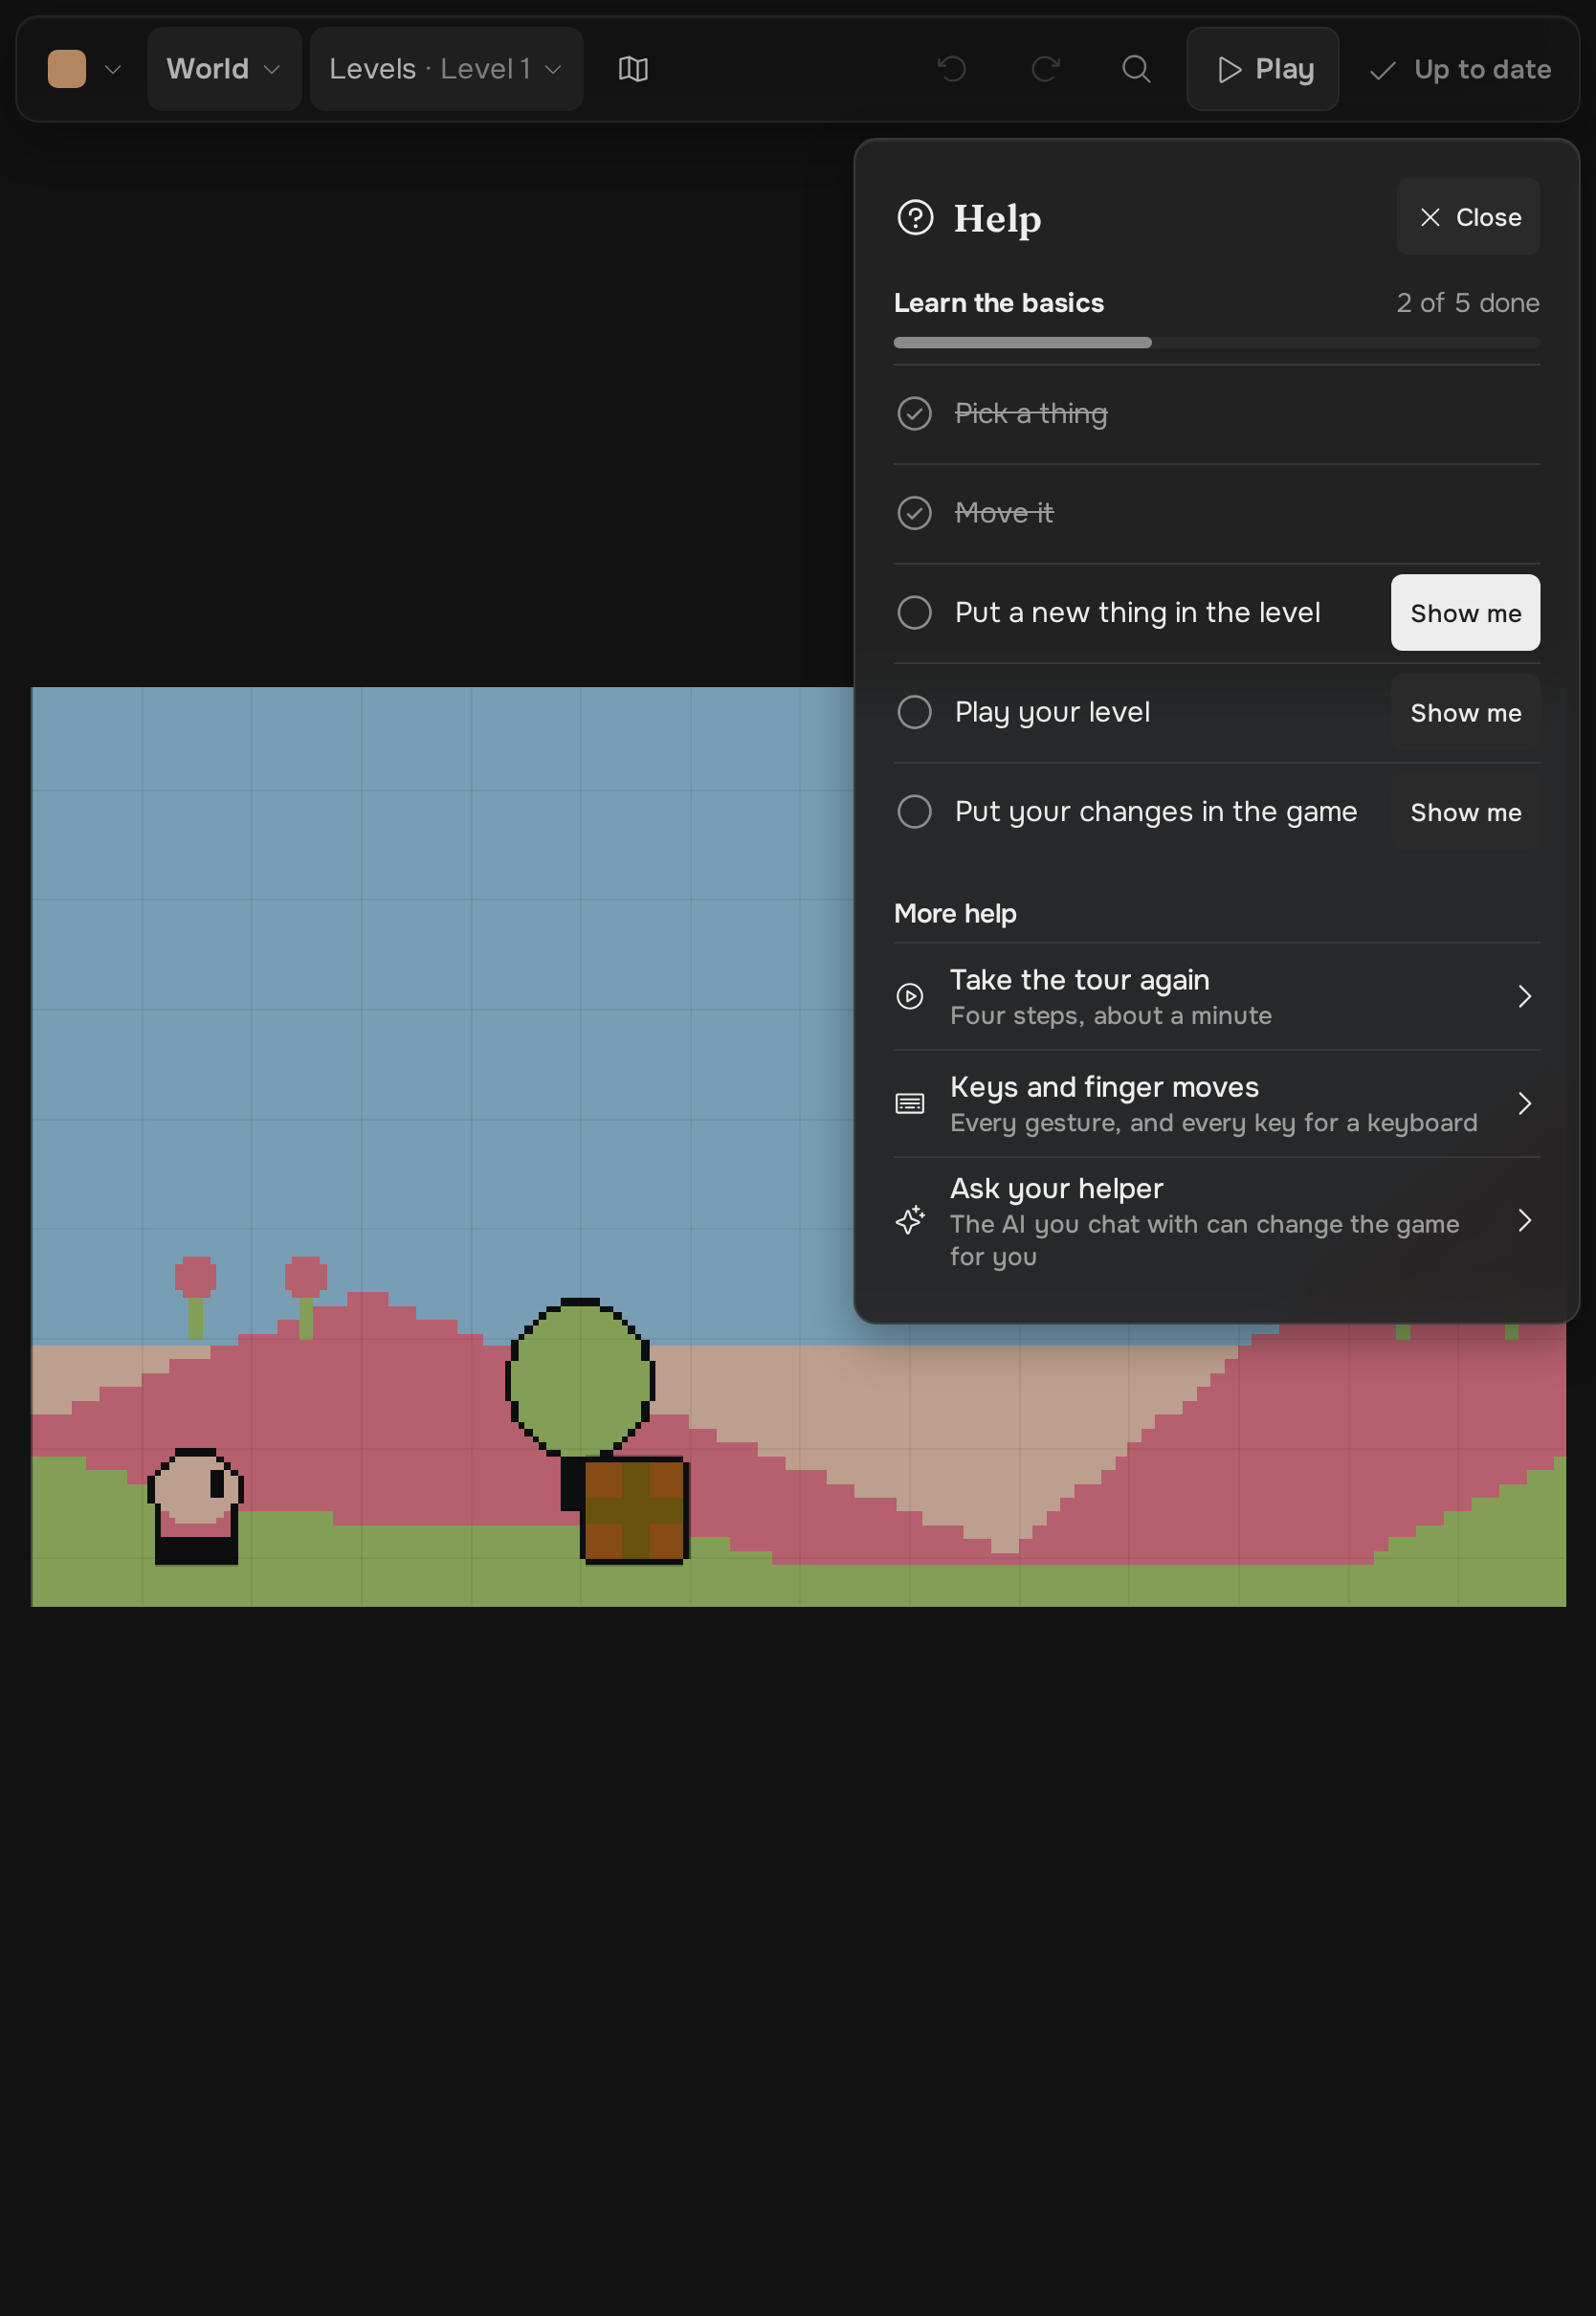 World
Levels · Level 1
Play
Up to date
Help
Close
Learn the basics
2 of 5 done
Pick a thing
Move it
Put a new thing in the level
Show me
Play your level
Show me
Put your changes in the game
Show me
More help
Take the tour again
Four steps, about a minute
Keys and finger moves
Every gesture, and every key for a keyboard
Ask your helper
The AI you chat with can change the game
for you